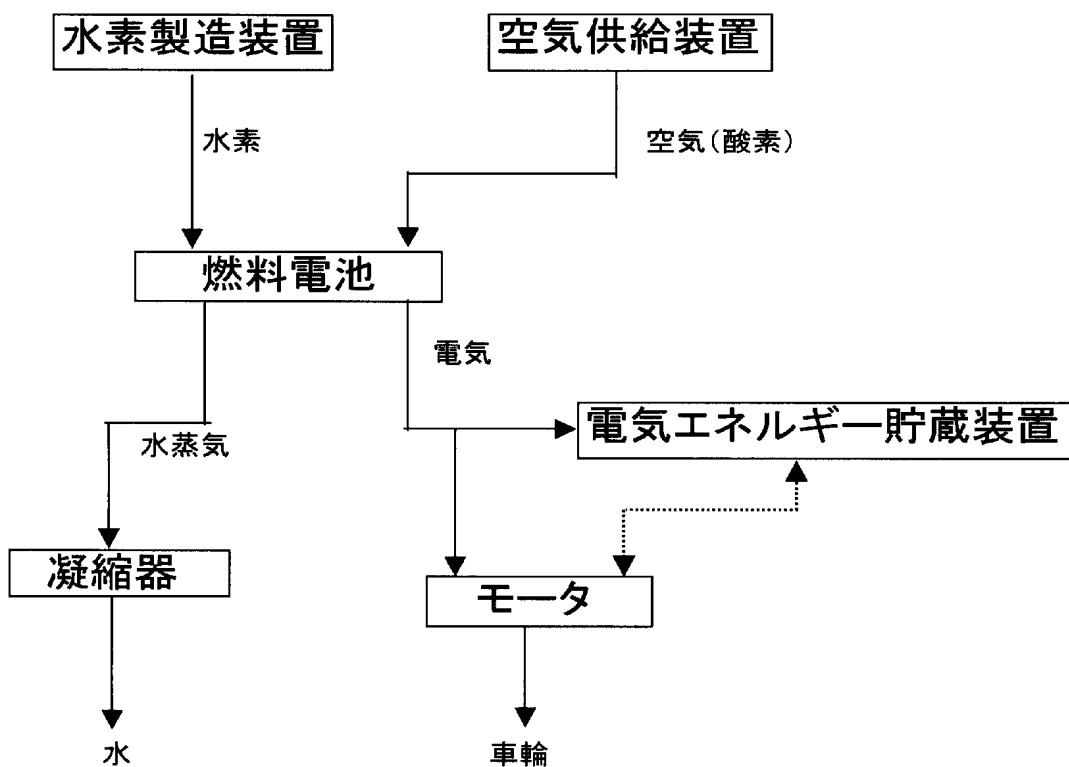 水素製造装置
空気供給装置
水素
空気(酸素)
燃料電池
電気
電気エネルギー貯蔵装置
水蒸気
凝縮器
モータ
水
車輪